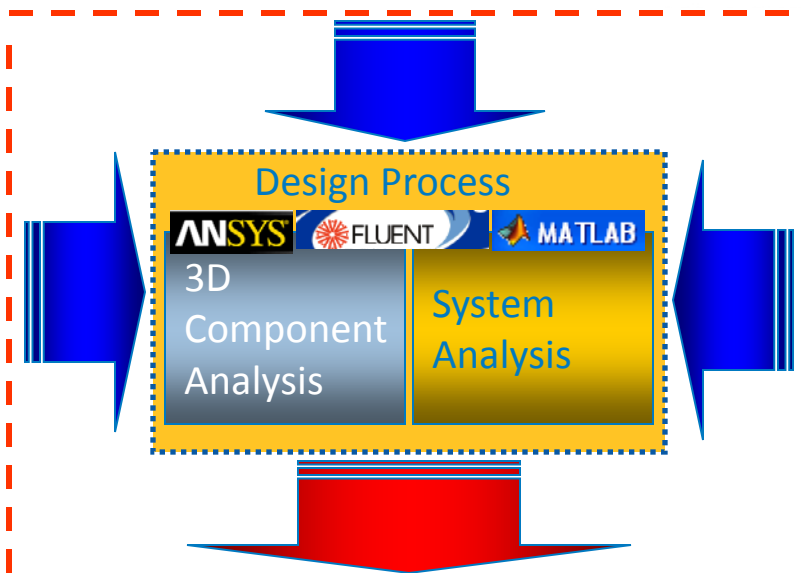 Design Process
ANSYS FLUENT MATLAB
3D
Component
Analysis
System
Analysis